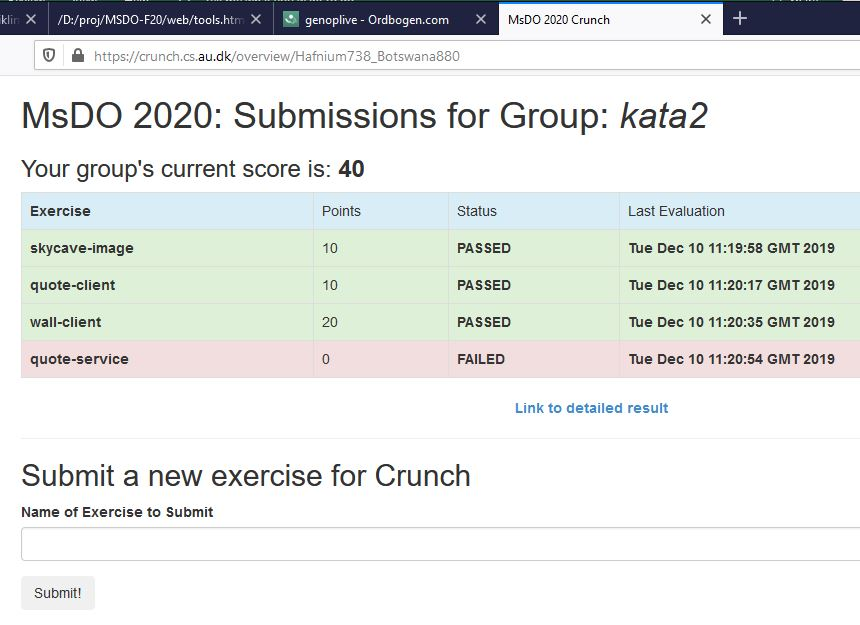 iklin /D:/proj/MSDO-F20/web/tools.htm genoplive - Ordbogen.com MsDO 2020 Crunch
https://crunch.cs.au.dk/overview/Hafnium738_Botswana880
MsDO 2020: Submissions for Group: kata2
Your group's current score is: 40
Exercise Points Status Last Evaluation
skycave-image 10 PASSED Tue Dec 10 11:19:58 GMT 2019
quote-client 10 PASSED Tue Dec 10 11:20:17 GMT 2019
wall-client 20 PASSED Tue Dec 10 11:20:35 GMT 2019
quote-service 0 FAILED Tue Dec 10 11:20:54 GMT 2019
Link to detailed result
Submit a new exercise for Crunch
Name of Exercise to Submit
Submit!